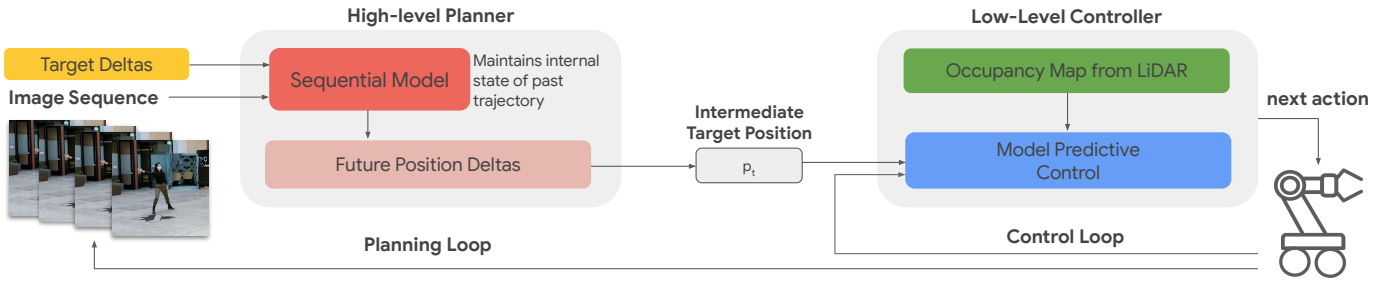 High-level Planner
Low-Level Controller
Target Deltas
Image Sequence
Sequential Model
Maintains internal
state of past
trajectory
Future Position Deltas
Intermediate
Target Position
pt
Occupancy Map from LiDAR
Model Predictive
Control
next action
Planning Loop
Control Loop